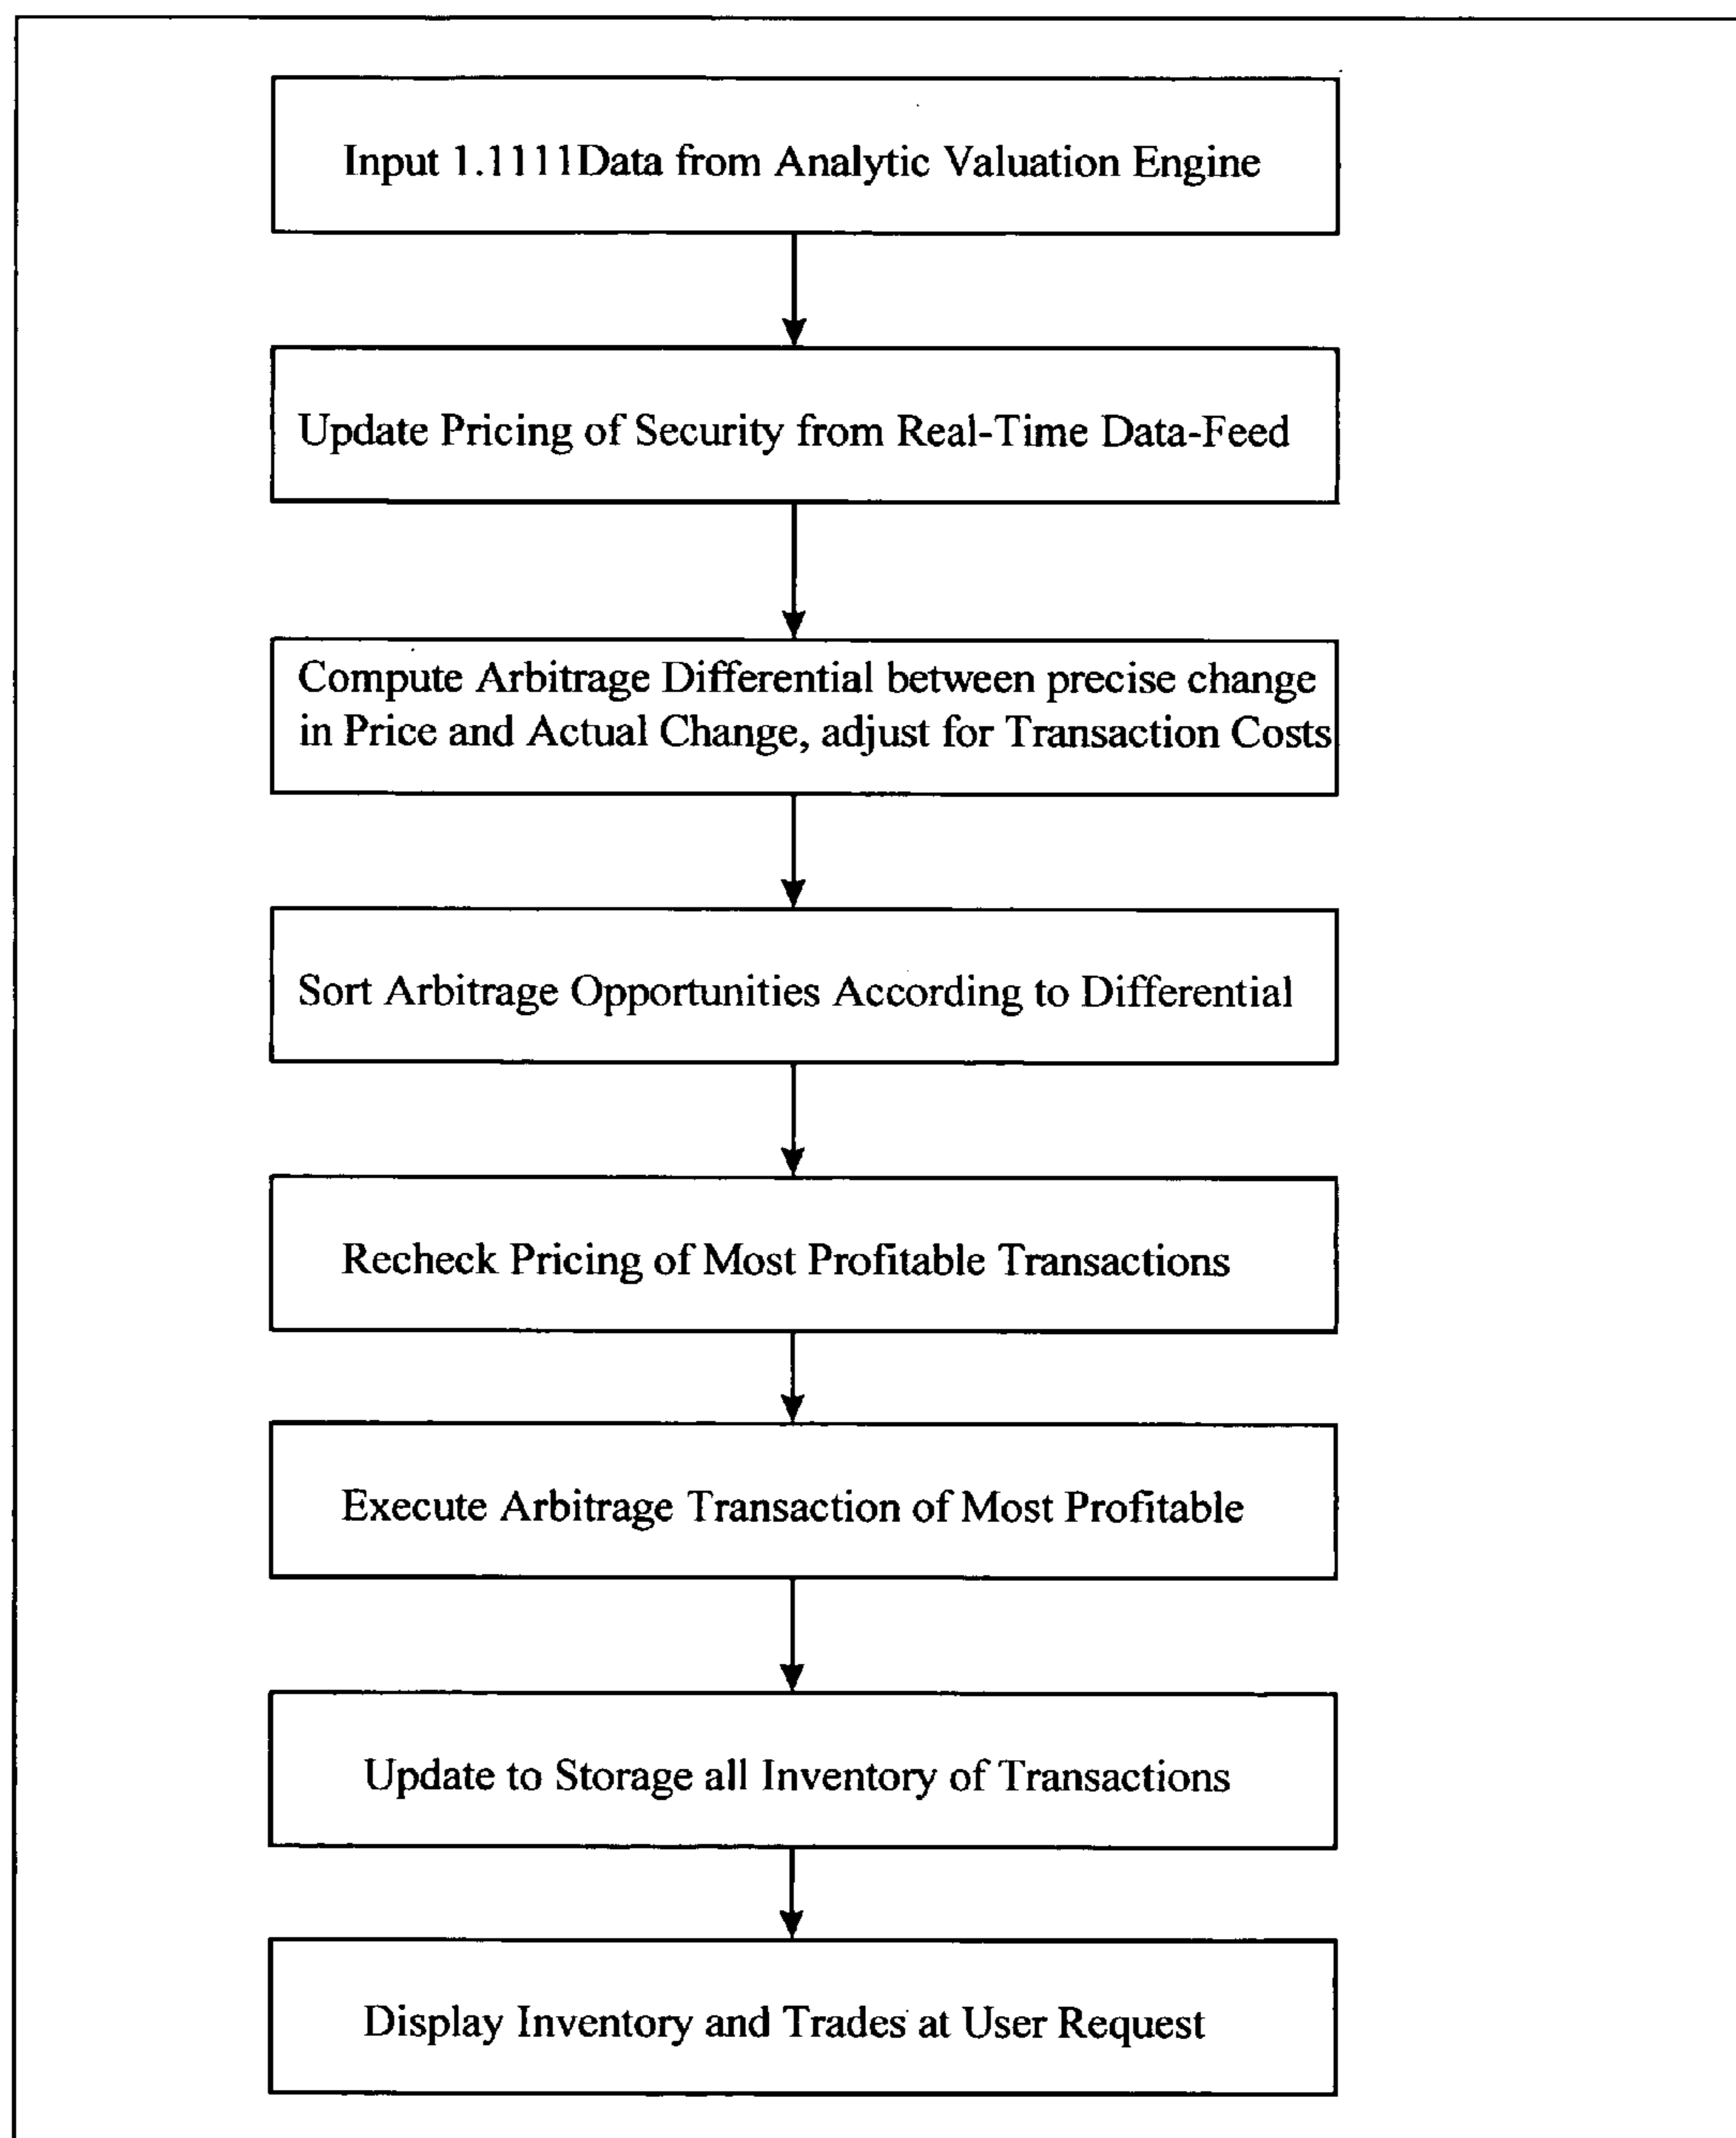 Input 1.1111Data from Analytic Valuation Engine
Update Pricing of Security from Real-Time Data-Feed
Compute Arbitrage Differential between precise change
in Price and Actual Change, adjust for Transaction Costs
Sort Arbitrage Opportunities According to Differential
Recheck Pricing of Most Profitable Transactions
Execute Arbitrage Transaction of Most Profitable
Update to Storage all Inventory of Transactions
Display Inventory and Trades at User Request